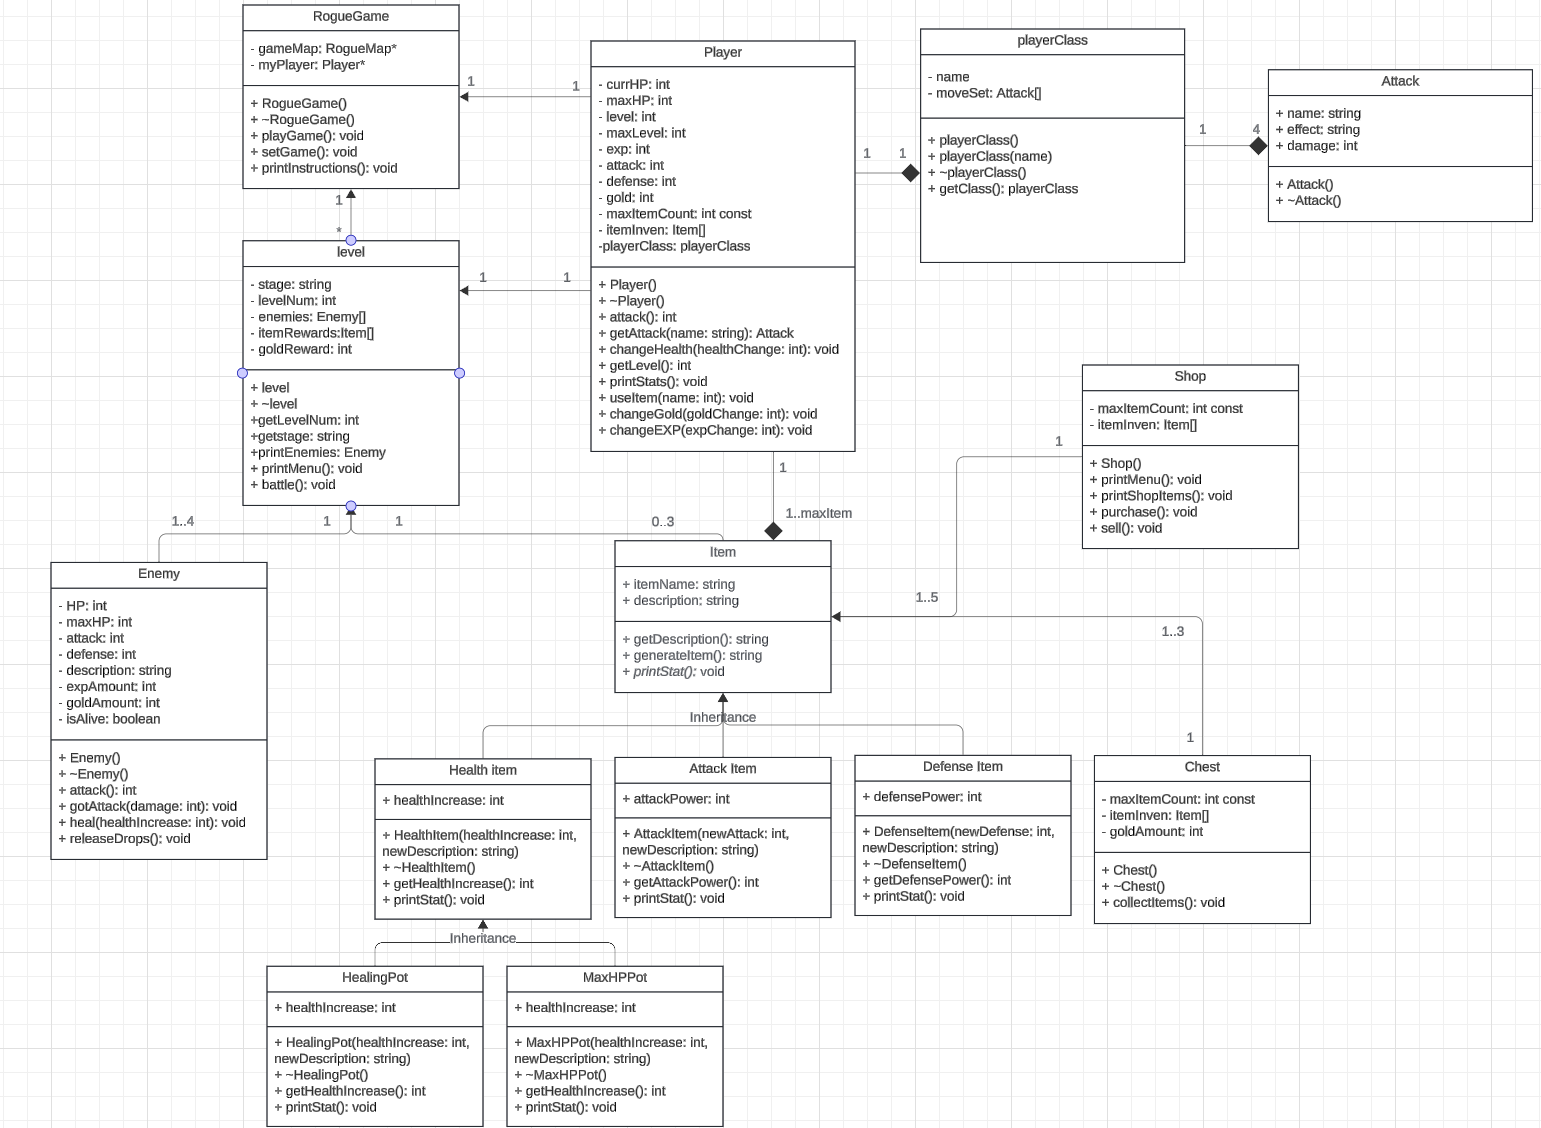 RogueGame
- gameMap: RogueMap*
- myPlayer: Player*
+ RogueGame()
+ ~RogueGame()
+ playGame(): void
+ setGame(): void
+ printInstructions(): void
1
1
1
*
level
- stage: string
- levelNum: int
- enemies: Enemy[]
- itemRewards:Item[]
- goldReward: int
+ level
+ ~level
+getLevelNum: int
+getstage: string
+printEnemies: Enemy
+ printMenu(): void
+ battle(): void
1
1
Player
- currHP: int
- maxHP: int
- level: int
- maxLevel: int
- exp: int
- attack: int
- defense: int
- gold: int
- maxItemCount: int const
- itemInven: Item[]
-playerClass: playerClass
+ Player()
+ ~Player()
+ attack(): int
+ getAttack(name: string): Attack
+ changeHealth(healthChange: int): void
+ getLevel(): int
+ printStats(): void
+ useItem(name: int): void
+ changeGold(goldChange: int): void
+ changeEXP(expChange: int): void
1
1
playerClass
- name
- moveSet: Attack[]
+ playerClass()
+ playerClass(name)
+ ~playerClass()
+ getClass(): playerClass
1
4
Attack
+ name: string
+ effect: string
+ damage: int
+ Attack()
+ ~Attack()
Shop
- maxItemCount: int const
- itemInven: Item[]
+ Shop()
+ printMenu(): void
+ printShopItems(): void
+ purchase(): void
+ sell(): void
1
1..5
1
1..maxItem
1..4
1
1
0..3
Enemy
- HP: int
- maxHP: int
- attack: int
- defense: int
- description: string
- expAmount: int
- goldAmount: int
- isAlive: boolean
+ Enemy()
+ ~Enemy()
+ attack(): int
+ gotAttack(damage: int): void
+ heal(healthIncrease: int): void
+ releaseDrops(): void
Item
+ itemName: string
+ description: string
+ getDescription(): string
+ generateItem(): string
+ printStat(): void
1..3
1
Inheritance
Health item
+ healthIncrease: int
+ HealthItem(healthIncrease: int,
newDescription: string)
+ ~HealthItem()
+ getHealthIncrease(): int
+ printStat(): void
Attack Item
+ attackPower: int
+ AttackItem(newAttack: int,
newDescription: string)
+ ~AttackItem()
+ getAttackPower(): int
+ printStat(): void
Defense Item
+ defensePower: int
+ DefenseItem(newDefense: int,
newDescription: string)
+ ~DefenseItem()
+ getDefensePower(): int
+ printStat(): void
Chest
- maxItemCount: int const
- itemInven: Item[]
- goldAmount: int
+ Chest()
+ ~Chest()
+ collectItems(): void
Inheritance
HealingPot
+ healthIncrease: int
+ HealingPot(healthIncrease: int,
newDescription: string)
+ ~HealingPot()
+ getHealthIncrease(): int
+ printStat(): void
MaxHPPot
+ healthIncrease: int
+ MaxHPPot(healthIncrease: int,
newDescription: string)
+ ~MaxHPPot()
+ getHealthIncrease(): int
+ printStat(): void